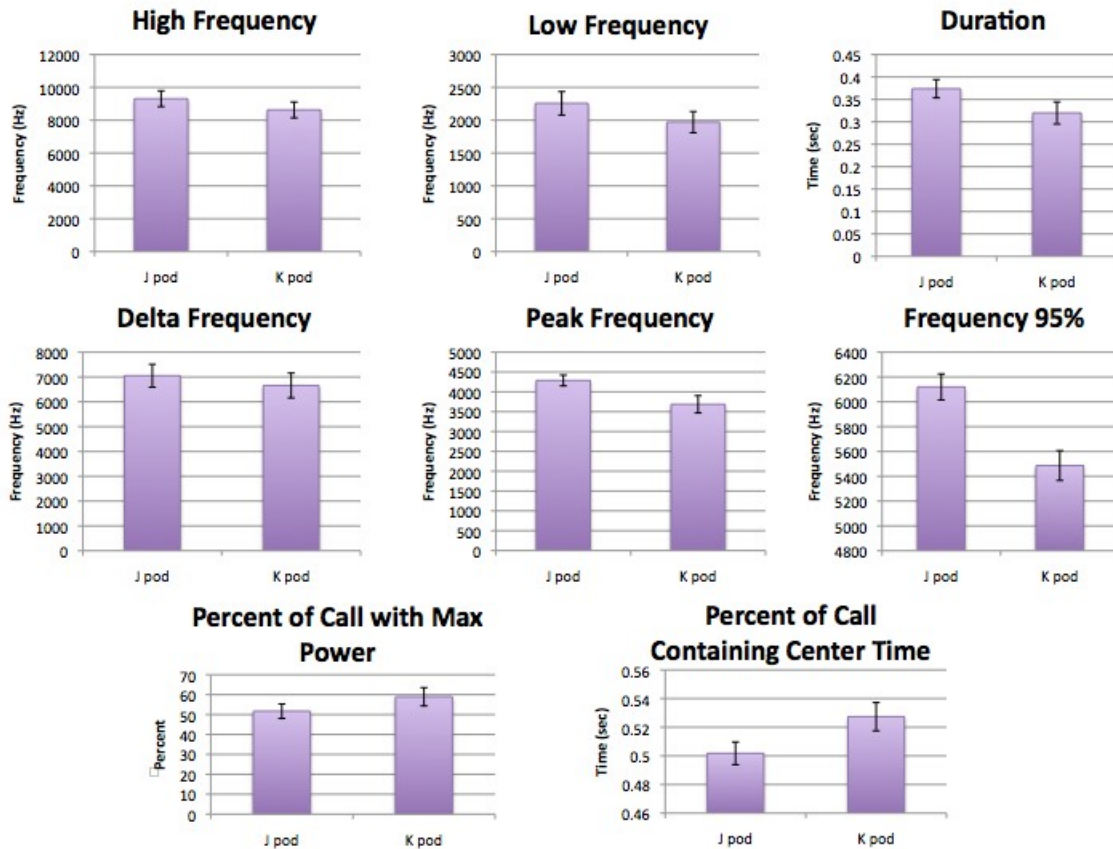 High Frequency
Frequency (Hz)
12000
10000
8000
6000
4000
2000
0
J pod
K pod
Low Frequency
Frequency (Hz)
3000
2500
2000
1500
1000
500
0
J pod
K pod
Duration
Time (sec)
0.45
0.4
0.35
0.3
0.25
0.2
0.15
0.1
0.05
0
J pod
K pod
Delta Frequency
Frequency (Hz)
8000
7000
6000
5000
4000
3000
2000
1000
0
J pod
K pod
Peak Frequency
Frequency (Hz)
5000
4500
4000
3500
3000
2500
2000
1500
1000
500
0
J pod
K pod
Frequency 95%
Frequency (Hz)
6400
6200
6000
5800
5600
5400
5200
5000
4800
J pod
K pod
Percent of Call with Max
Power
Percent
70
60
50
40
30
20
10
0
J pod
K pod
Percent of Call
Containing Center Time
Time (sec)
0.56
0.54
0.52
0.5
0.48
0.46
J pod
K pod